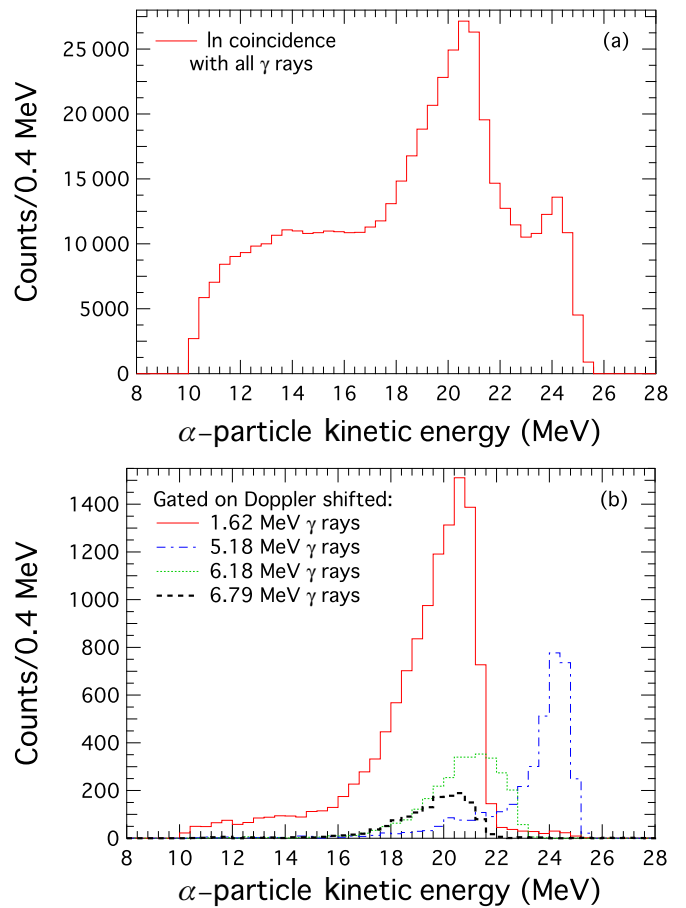 In coincidence
with all γ rays
(a)
25 000
20 000
15 000
10 000
5000
0
Counts/0.4 MeV
8 10 12 14 16 18 20 22 24 26 28
α–particle kinetic energy (MeV)
Gated on Doppler shifted:
(b)
1.62 MeV γ rays
5.18 MeV γ rays
6.18 MeV γ rays
6.79 MeV γ rays
1400
1200
1000
800
600
400
200
0
Counts/0.4 MeV
8 10 12 14 16 18 20 22 24 26 28
α–particle kinetic energy (MeV)